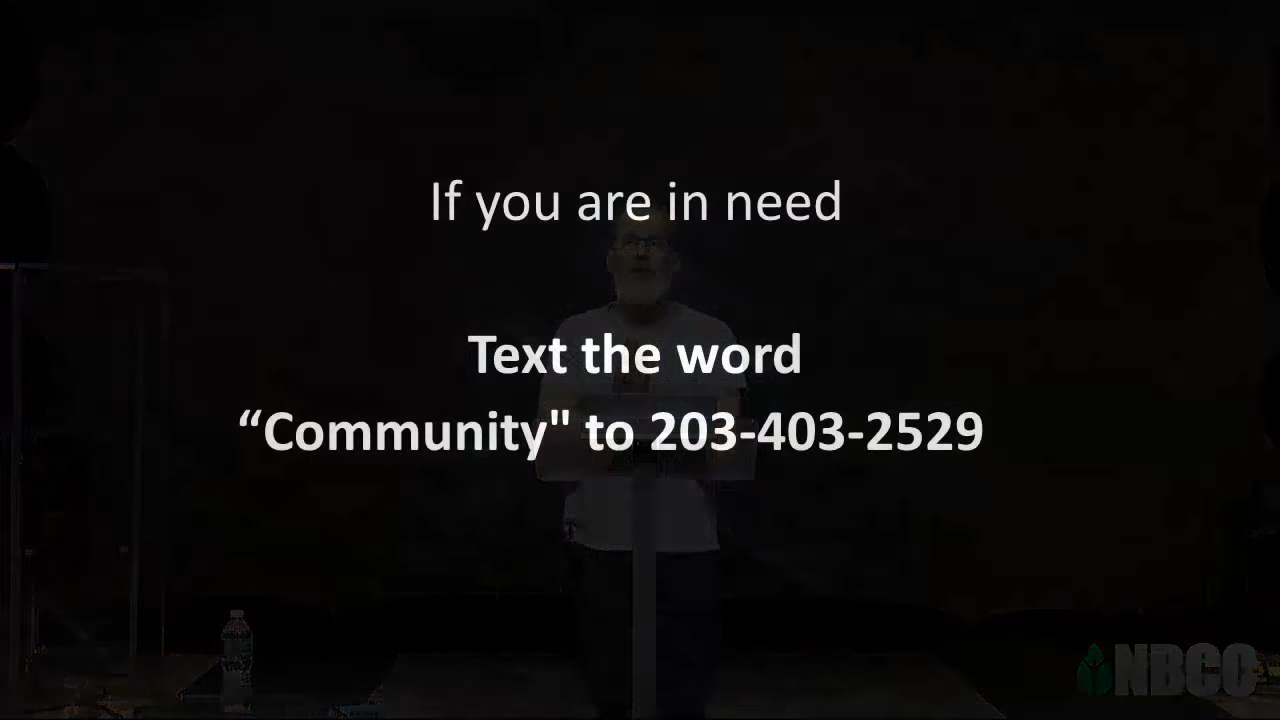 If you are in need
Text the word
“Community" to 203-403-2529
NBCC